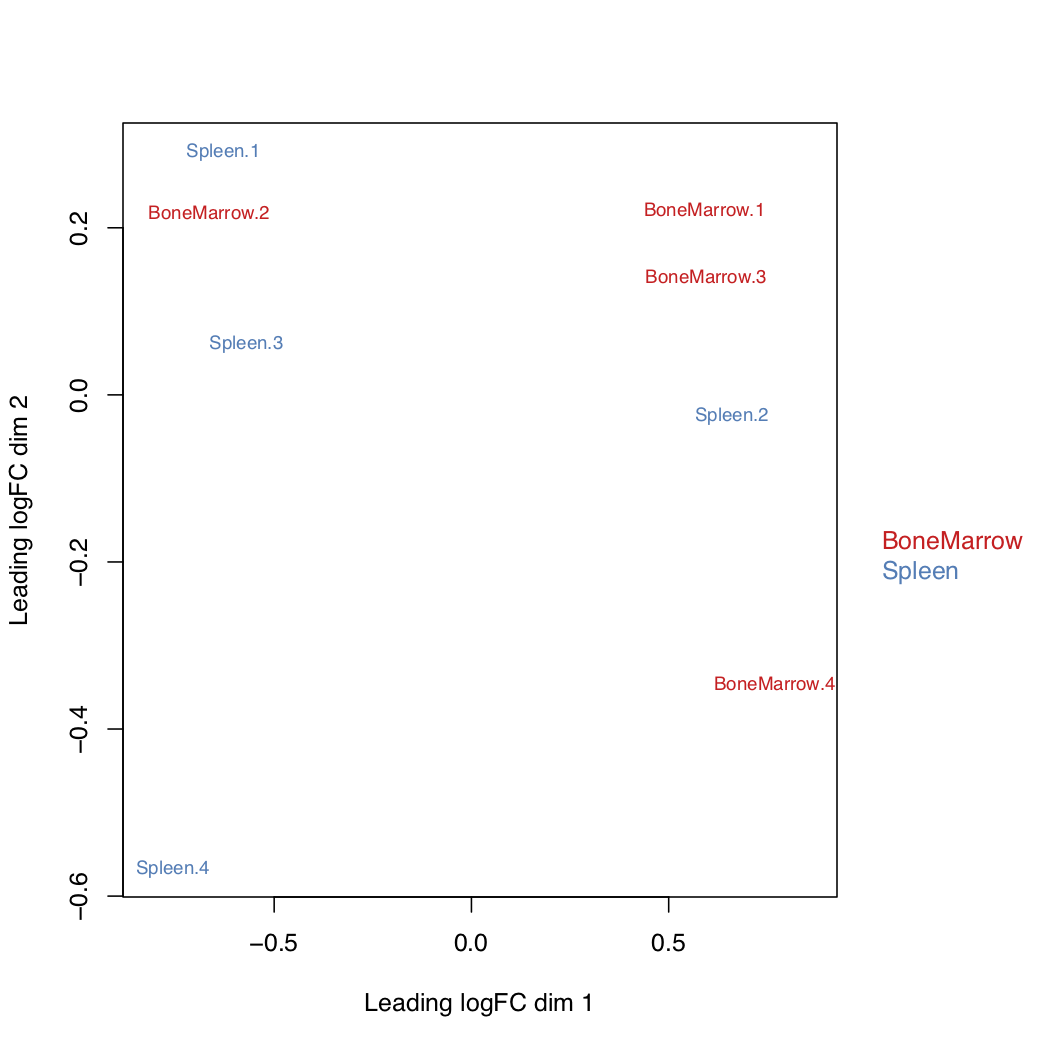 Spleen.1
BoneMarrow.2
BoneMarrow.1
BoneMarrow.3
Spleen.3
Spleen.2
BoneMarrow.4
Spleen.4
0.2
0.0
−0.2
−0.4
−0.6
Leading logFC dim 2
−0.5
0.0
0.5
Leading logFC dim 1
BoneMarrow
Spleen